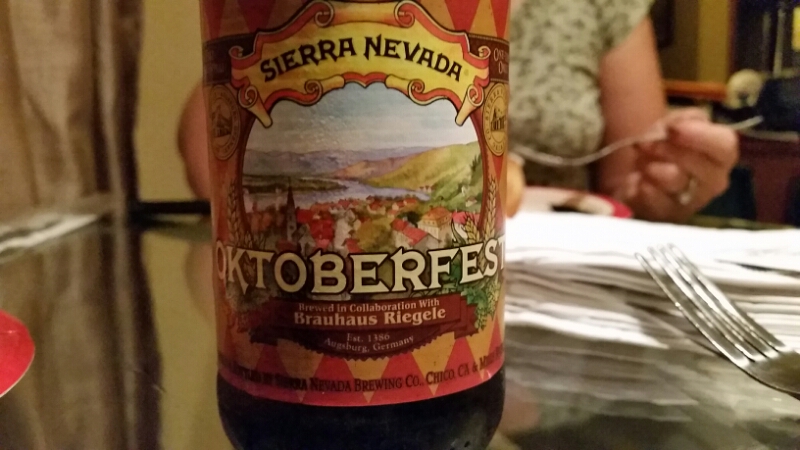 SIERRA NEVADA
OKTOBERFEST
Brewed in Collaboration With
Brauhaus Riegele
Est. 1386
Augsburg, Germany
BY SIERRA NEVADA BREWING CO., CHICO, CA &